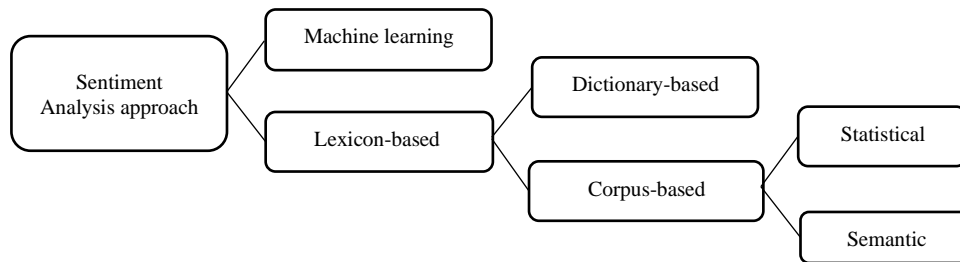 Machine learning
Sentiment
Analysis approach
Dictionary-based
Lexicon-based
Statistical
Corpus-based
Semantic